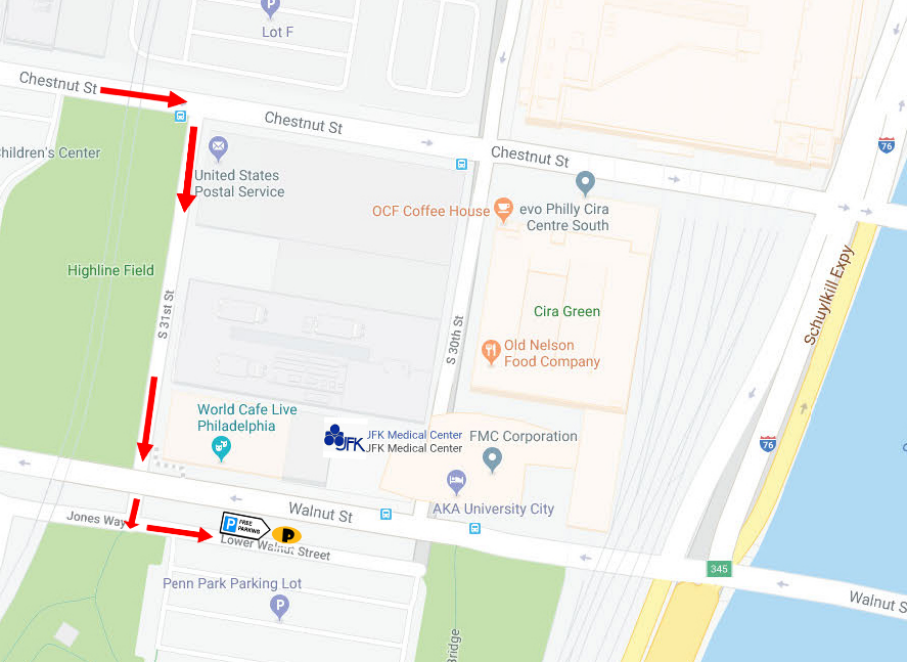 Lot F
Chestnut St
Chestnut St
hildren's Center
United States
Postal Service
Chestnut St
76
OCF Coffee House
evo Philly Cira
Centre South
Highline Field
S 31st St
S 30th St
Schuylkill Expy
Cira Green
Old Nelson
Food Company
World Cafe Live
Philadelphia
JFK
JFK Medical Center
JFK Medical Center
FMC Corporation
76
AKA University City
Walnut St
Jones Way
P FREE
PARKING
P
Lower Walnut Street
345
Penn Park Parking Lot
P
Walnut S
Bridge